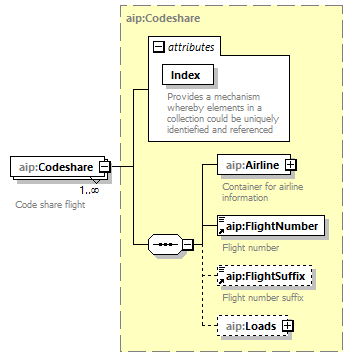 aip:Codeshare
attributes
Index
Provides a mechanism
whereby elements in a
collection could be uniquely
identiefied and referenced
aip:Codeshare
1..∞
Code share flight
aip:Airline
Container for airline
information
aip:FlightNumber
Flight number
aip:FlightSuffix
Flight number suffix
aip:Loads